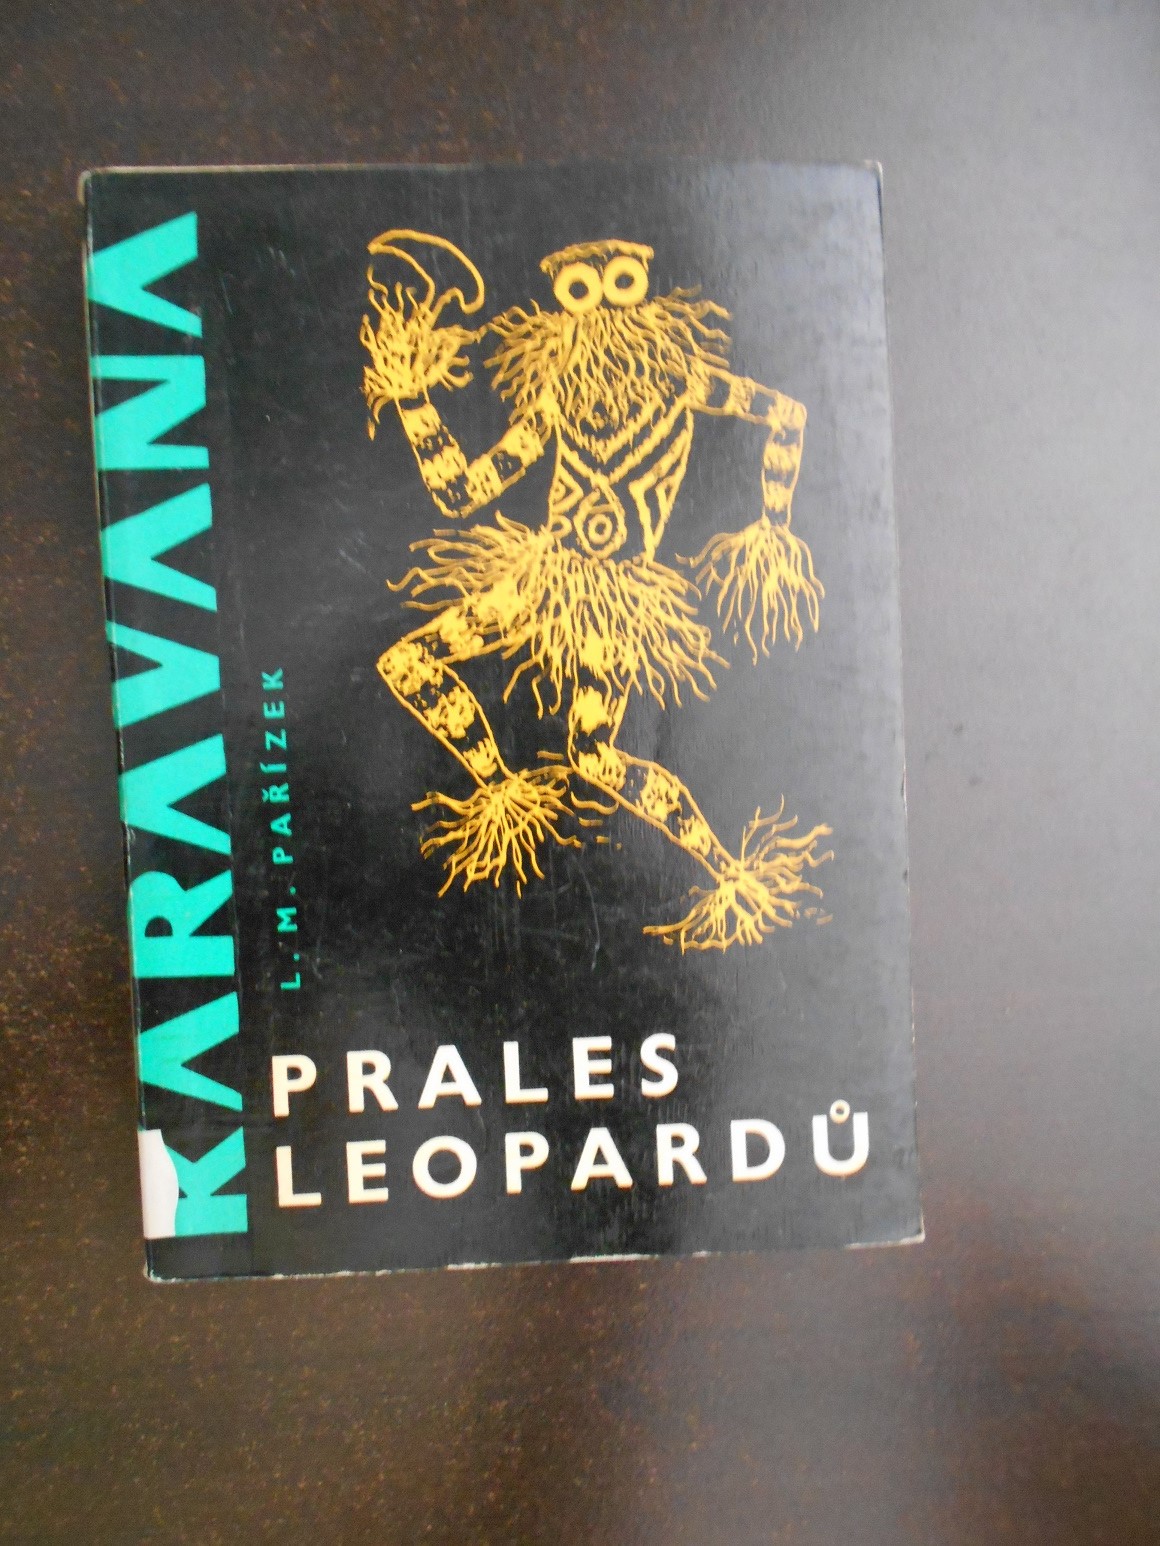 KARAVANA
L. M. PAŘÍZEK
PRALES
LEOPARDŮ